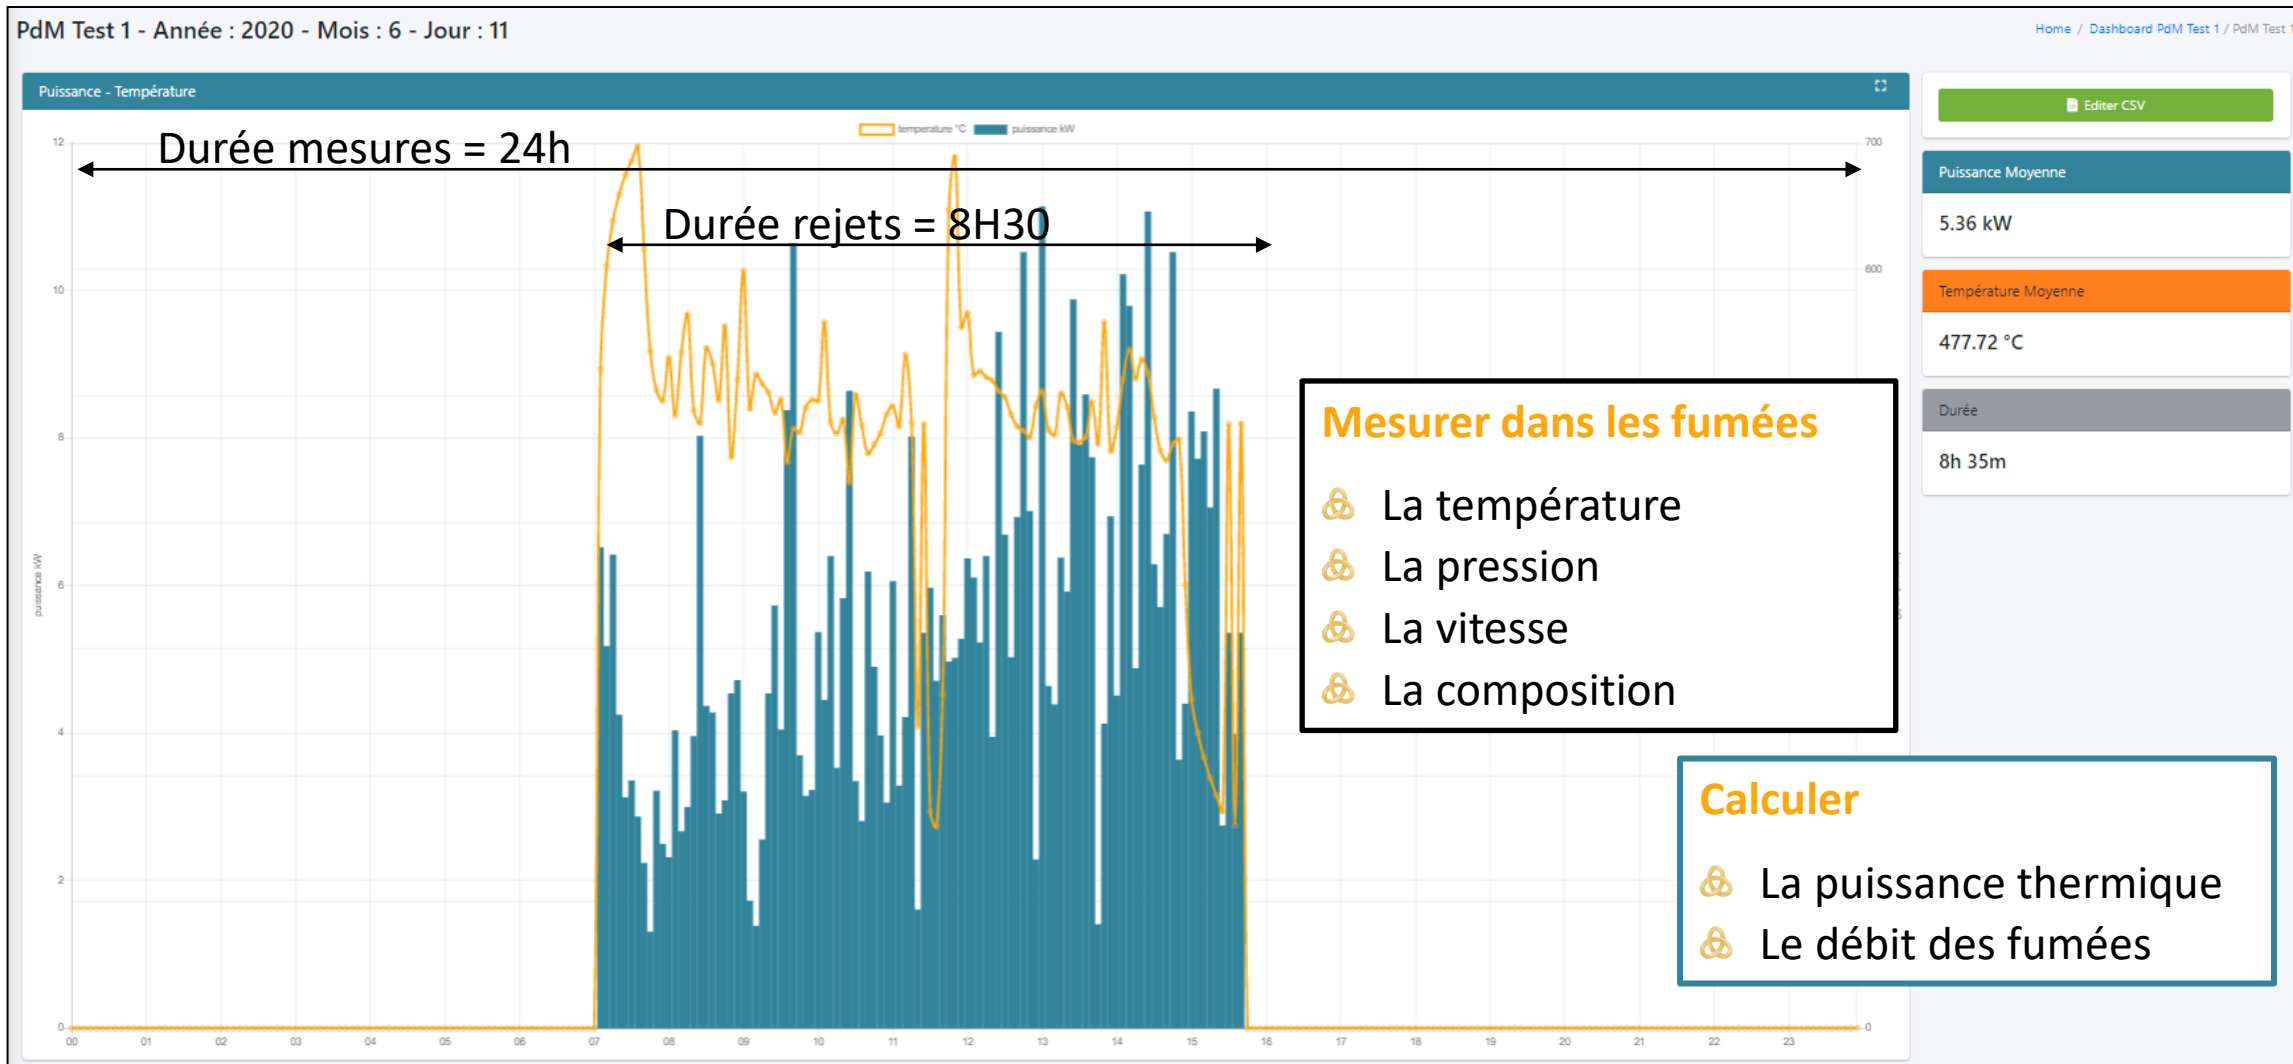 PdM Test 1 - Année : 2020 - Mois : 6 - Jour : 11
Home / Dashboard PdM Test 1 / PdM Test 1
Puissance - Température
Editer CSV
temperature °C puissance kW
Durée mesures = 24h
Durée rejets = 8H30
Puissance Moyenne
5.36 kW
Température Moyenne
477.72 °C
Durée
8h 35m
Mesurer dans les fumées
La température
La pression
La vitesse
La composition
Calculer
La puissance thermique
Le débit des fumées
puissance kW
12
10
8
6
4
2
0
700
600
0
00 01 02 03 04 05 06 07 08 09 10 11 12 13 14 15 16 17 18 19 20 21 22 23